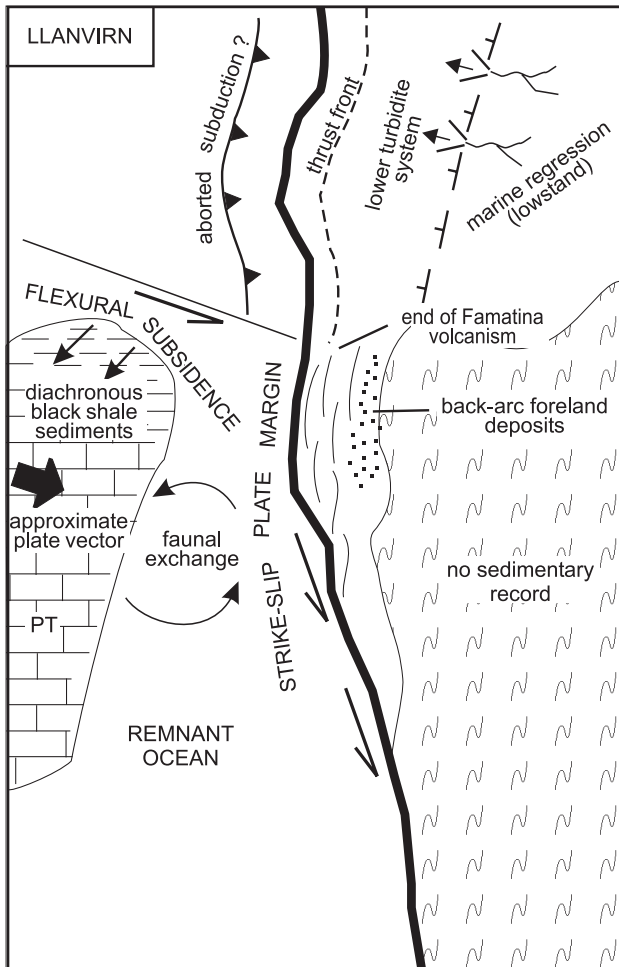 LLANVIRN
aborted subduction ?
thrust front
lower turbidite
system
marine regression
(lowstand)
FLEXURAL
SUBSIDENCE
end of Famatina
volcanism
diachronous
black shale
sediments
back-arc foreland
deposits
STRIKE-SLIP PLATE MARGIN
approximate
plate vector
faunal
exchange
no sedimentary
record
PT
REMNANT
OCEAN